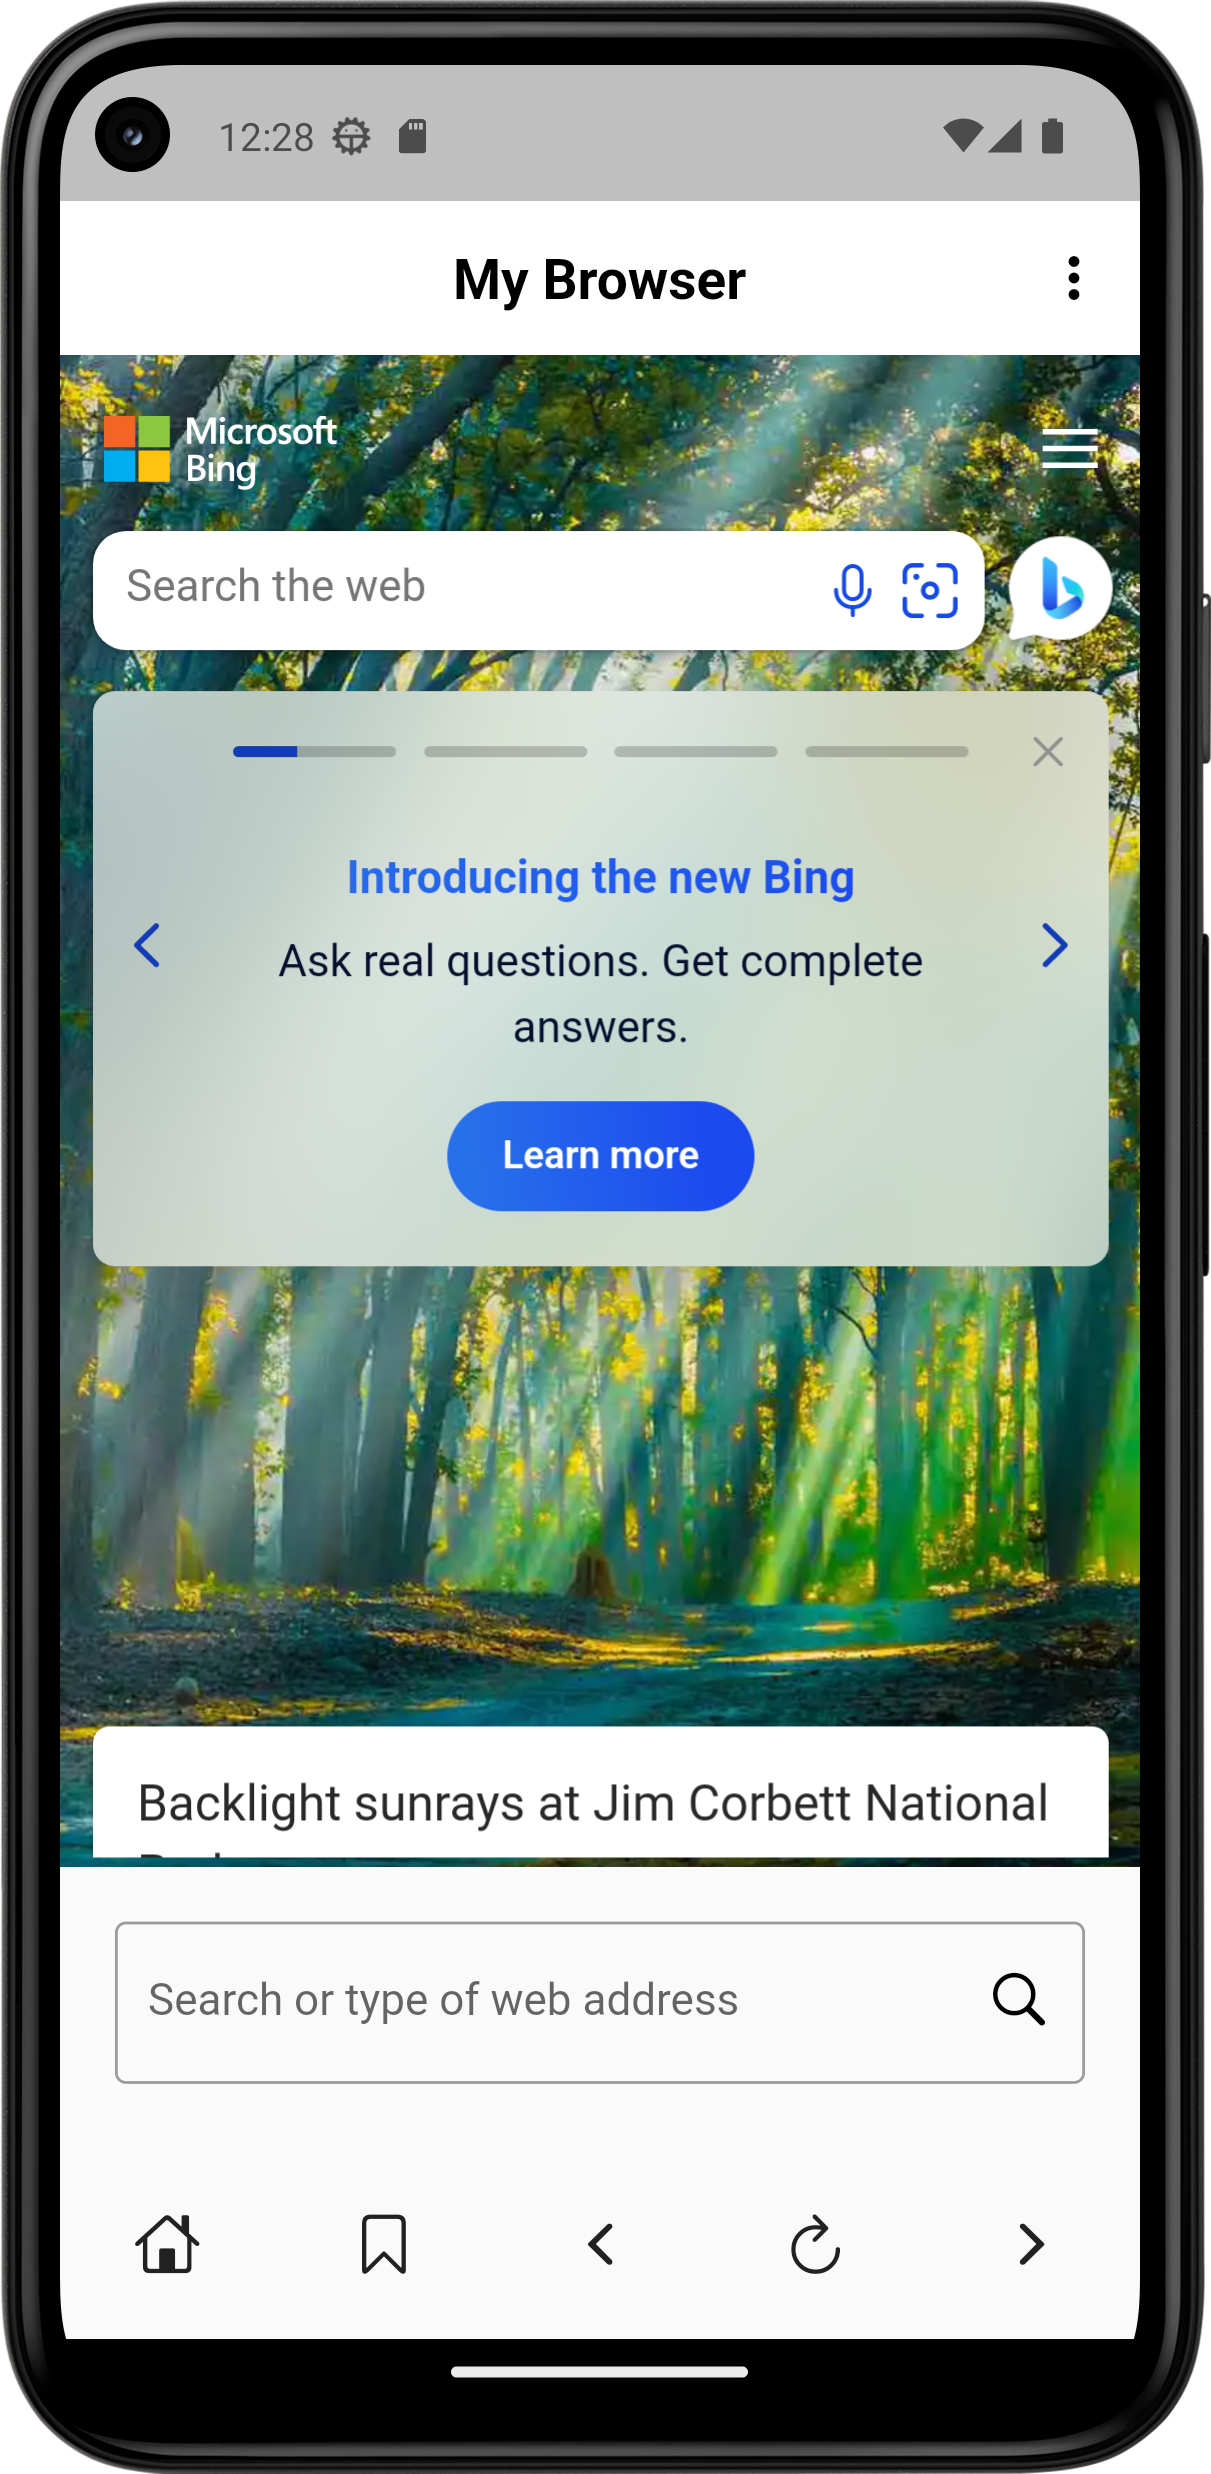 12:28
My Browser
Microsoft
Bing
Search the web
Introducing the new Bing
Ask real questions. Get complete
answers.
Learn more
Backlight sunrays at Jim Corbett National
Search or type of web address